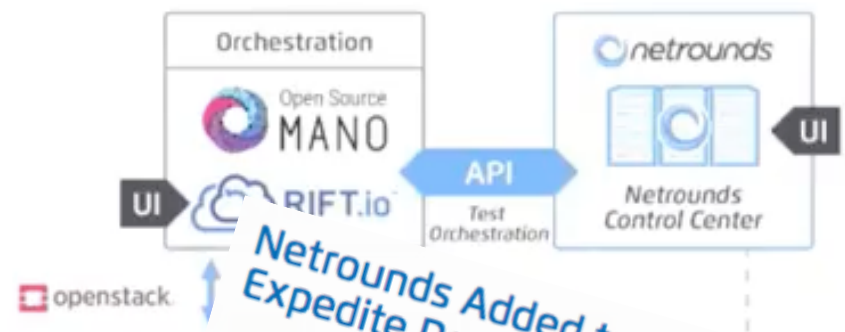 Orchestration
Open Source
MANO
UI
RIFT.io
API
Test
Orchestration
netrounds
UI
Netrounds
Control Center
openstack
Netrounds Added
Expedite